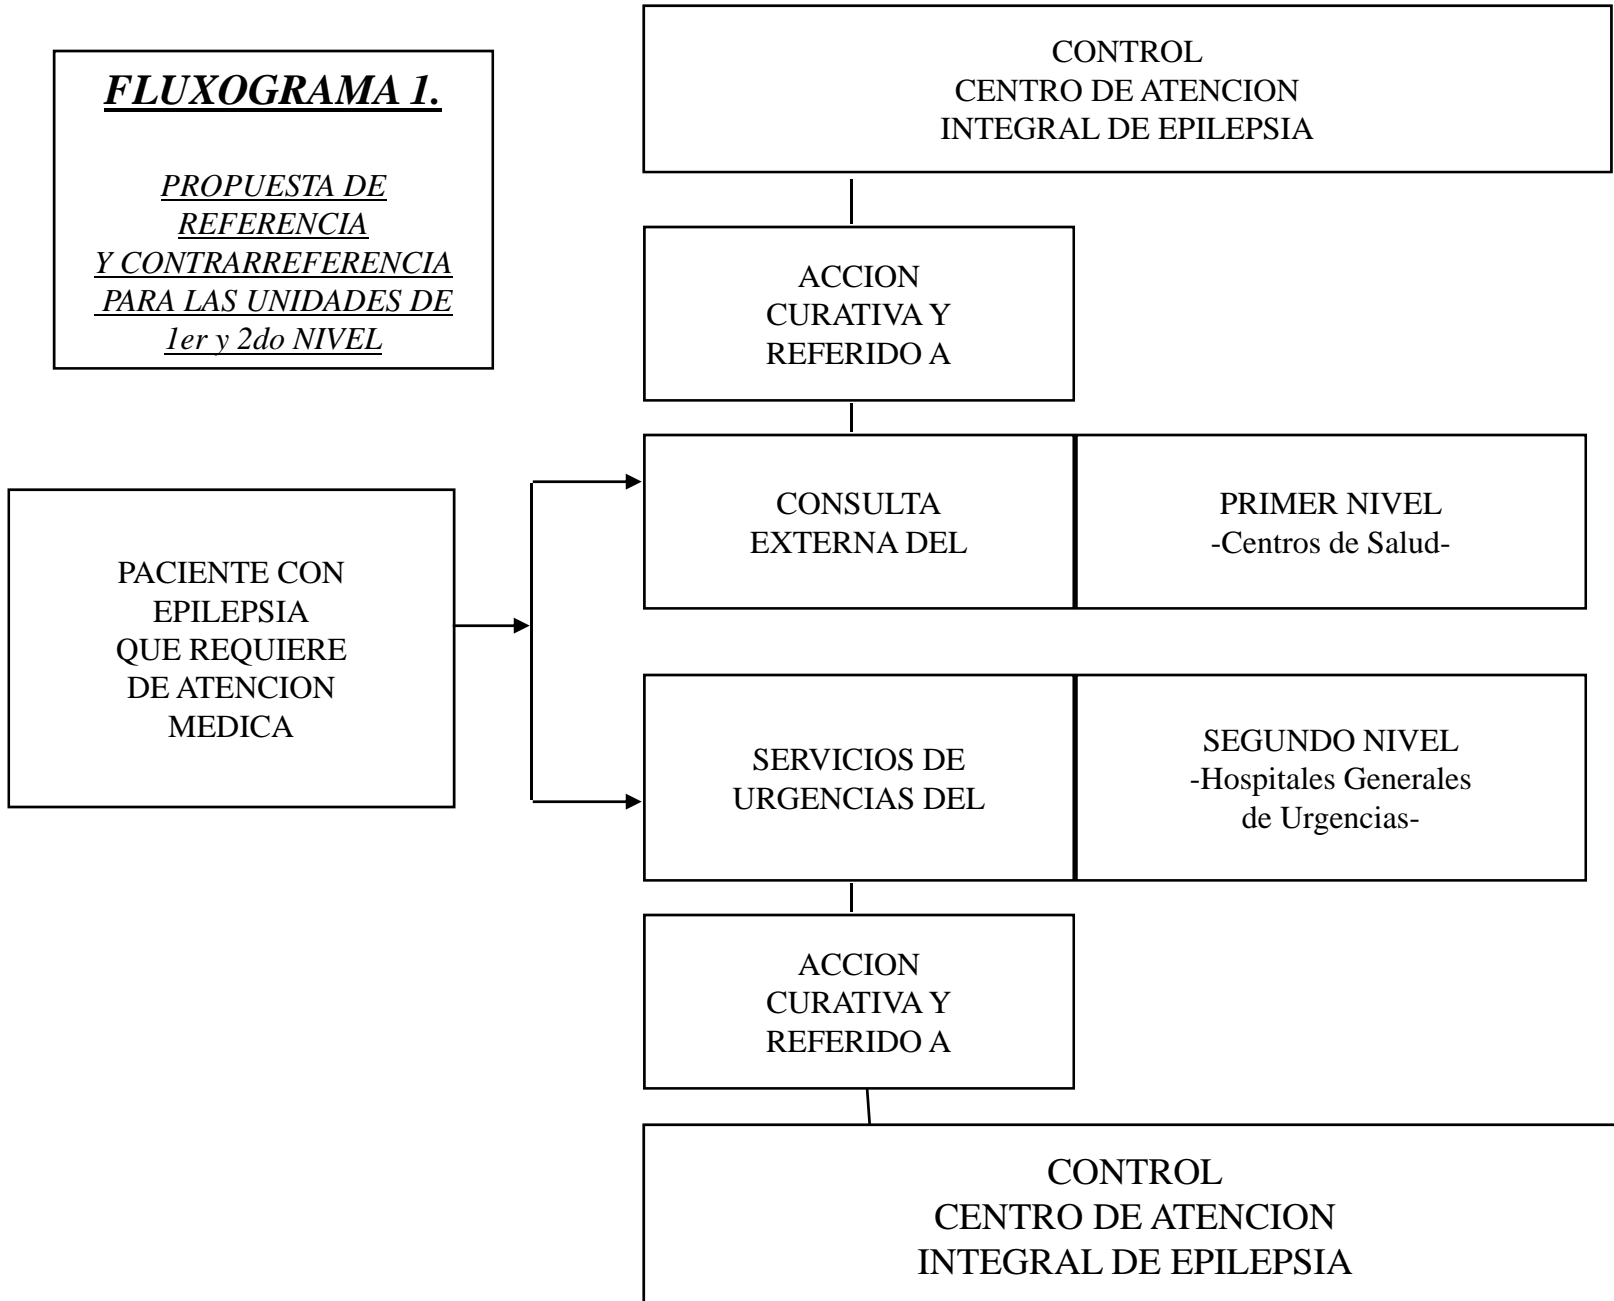 FLUXOGRAMA 1.
PROPUESTA DE
REFERENCIA
Y CONTRARREFERENCIA
PARA LAS UNIDADES DE
1er y 2do NIVEL
CONTROL
CENTRO DE ATENCION
INTEGRAL DE EPILEPSIA
ACCION
CURATIVA Y
REFERIDO A
CONSULTA
EXTERNA DEL
PRIMER NIVEL
-Centros de Salud-
PACIENTE CON
EPILEPSIA
QUE REQUIERE
DE ATENCION
MEDICA
SERVICIOS DE
URGENCIAS DEL
SEGUNDO NIVEL
-Hospitales Generales
de Urgencias-
ACCION
CURATIVA Y
REFERIDO A
CONTROL
CENTRO DE ATENCION
INTEGRAL DE EPILEPSIA